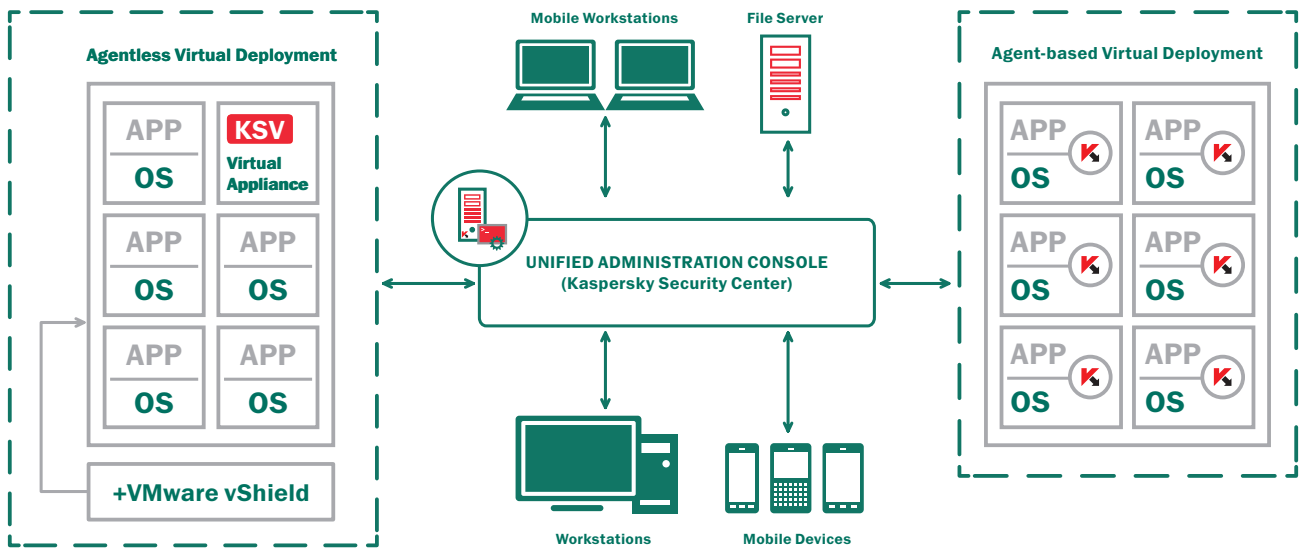 Agentless Virtual Deployment
APP
OS
KSV
Virtual
Appliance
APP
OS
APP
OS
APP
OS
APP
OS
+VMware vShield
Mobile Workstations
File Server
UNIFIED ADMINISTRATION CONSOLE
(Kaspersky Security Center)
Workstations
Mobile Devices
Agent-based Virtual Deployment
APP
OS
APP
OS
APP
OS
APP
OS
APP
OS
APP
OS